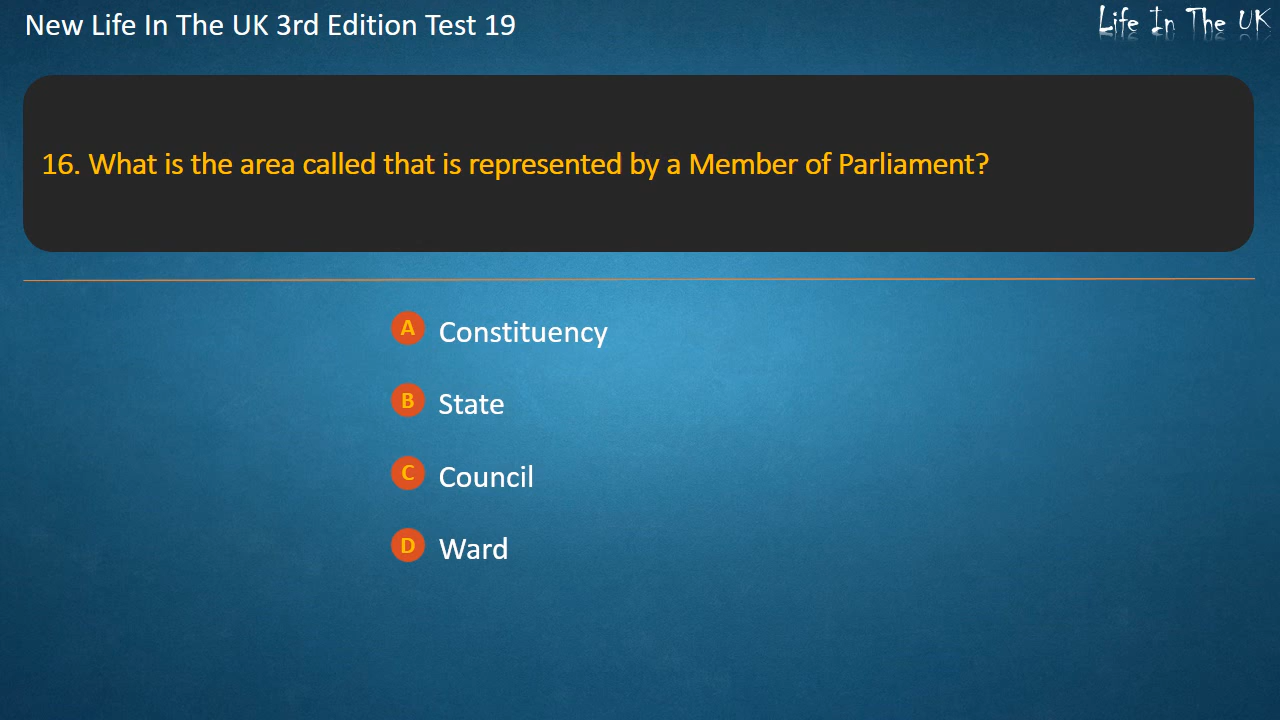 New Life In The UK 3rd Edition Test 19
Life In The UK
16. What is the area called that is represented by a Member of Parliament?
A Constituency
B State
C Council
D Ward